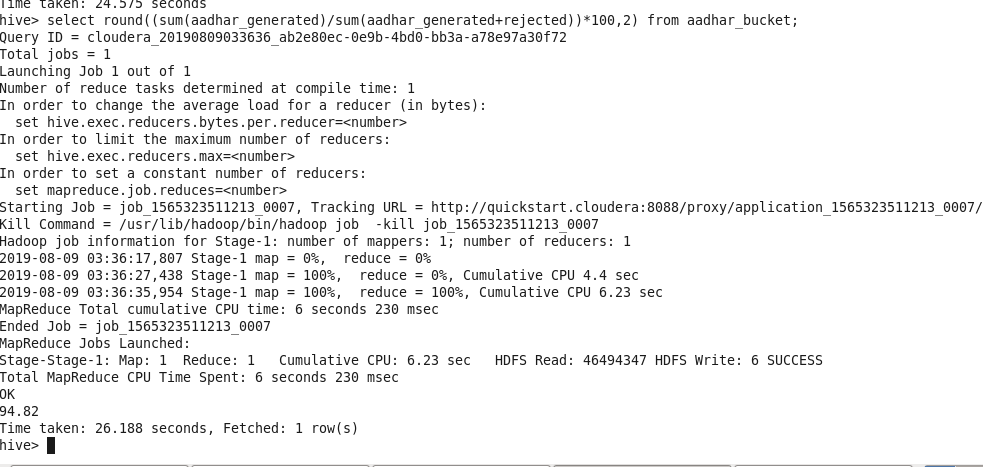 Time taken: 24.575 seconds
hive> select round((sum(aadhar_generated)/sum(aadhar_generated+rejected))*100,2) from aadhar_bucket;
Query ID = cloudera_20190809033636_ab2e80ec-0e9b-4bd0-bb3a-a78e97a30f72
Total jobs = 1
Launching Job 1 out of 1
Number of reduce tasks determined at compile time: 1
In order to change the average load for a reducer (in bytes):
  set hive.exec.reducers.bytes.per.reducer=<number>
In order to limit the maximum number of reducers:
  set hive.exec.reducers.max=<number>
In order to set a constant number of reducers:
  set mapreduce.job.reduces=<number>
Starting Job = job_1565323511213_0007, Tracking URL = http://quickstart.cloudera:8088/proxy/application_1565323511213_0007/
Kill Command = /usr/lib/hadoop/bin/hadoop job  -kill job_1565323511213_0007
Hadoop job information for Stage-1: number of mappers: 1; number of reducers: 1
2019-08-09 03:36:17,807 Stage-1 map = 0%,  reduce = 0%
2019-08-09 03:36:27,438 Stage-1 map = 100%,  reduce = 0%, Cumulative CPU 4.4 sec
2019-08-09 03:36:35,954 Stage-1 map = 100%,  reduce = 100%, Cumulative CPU 6.23 sec
MapReduce Total cumulative CPU time: 6 seconds 230 msec
Ended Job = job_1565323511213_0007
MapReduce Jobs Launched:
Stage-Stage-1: Map: 1  Reduce: 1   Cumulative CPU: 6.23 sec   HDFS Read: 46494347 HDFS Write: 6 SUCCESS
Total MapReduce CPU Time Spent: 6 seconds 230 msec
OK
94.82
Time taken: 26.188 seconds, Fetched: 1 row(s)
hive>